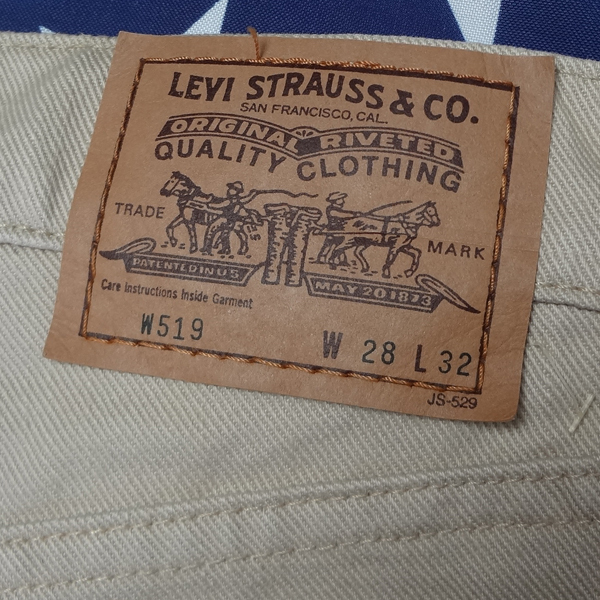 LEVI STRAUSS & CO.
SAN FRANCISCO, CAL.
ORIGINAL RIVETED
QUALITY CLOTHING
TRADE MARK
PATENTED IN U S MAY 20 1873
Care Instructions Inside Garment
W519 W 28 L 32
JS-529